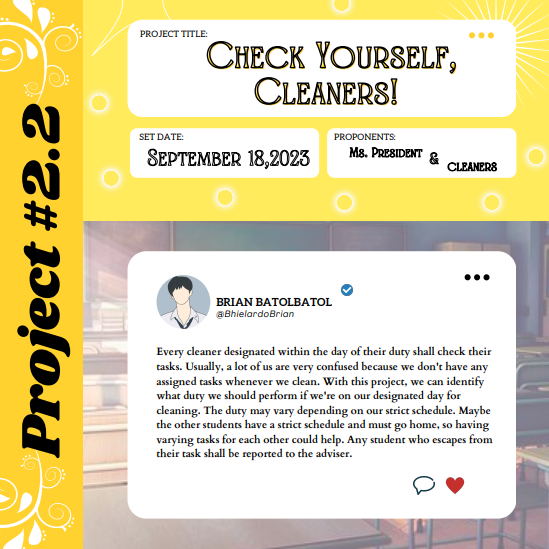 Project #2.2
PROJECT TITLE:
CHECK YOURSELF,
CLEANERS!
SET DATE:
SEPTEMBER 18,2023
PROPONENTS:
MS. PRESIDENT
&
CLEANERS
BRIAN BATOLBATOL
@BhielardoBrian
Every cleaner designated within the day of their duty shall check their
tasks. Usually, a lot of us are very confused because we don't have any
assigned tasks whenever we clean. With this project, we can identify
what duty we should perform if we're on our designated day for
cleaning. The duty may vary depending on our strict schedule. Maybe
the other students have a strict schedule and must go home, so having
varying tasks for each other could help. Any student who escapes from
their task shall be reported to the adviser.